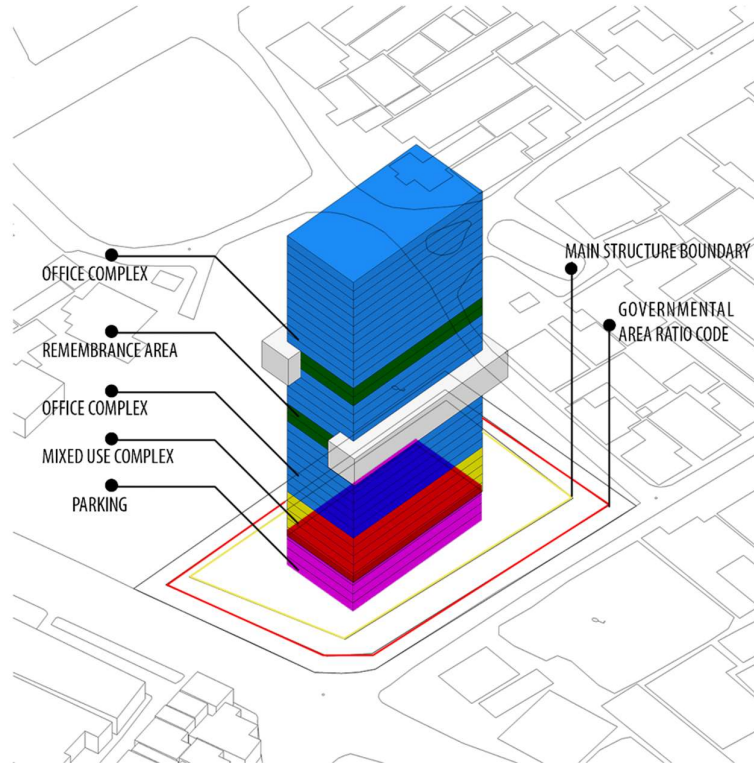 OFFICE COMPLEX
REMEMBRANCE AREA
OFFICE COMPLEX
MIXED USE COMPLEX
PARKING
MAIN STRUCTURE BOUNDARY
GOVERNMENTAL
AREA RATIO CODE